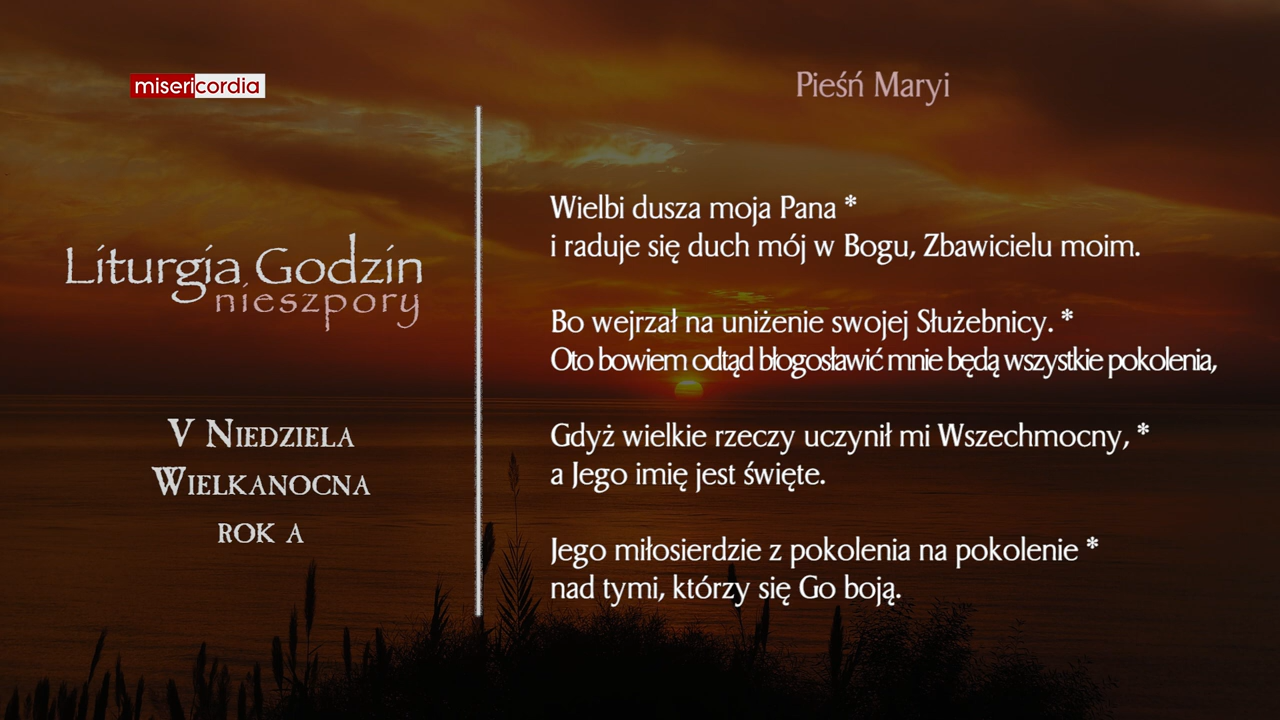 misericordia
Liturgia Godzin
nieszpory
V Niedziela
Wielkanocna
rok a
Pieśń Maryi
Wielbi dusza moja Pana *
i raduje się duch mój w Bogu, Zbawicielu moim.
Bo wejrzał na uniżenie swojej Służebnicy. *
Oto bowiem odtąd błogosławić mnie będą wszystkie pokolenia,
Gdyż wielkie rzeczy uczynił mi Wszechmocny, *
a Jego imię jest święte.
Jego miłosierdzie z pokolenia na pokolenie *
nad tymi, którzy się Go boją.